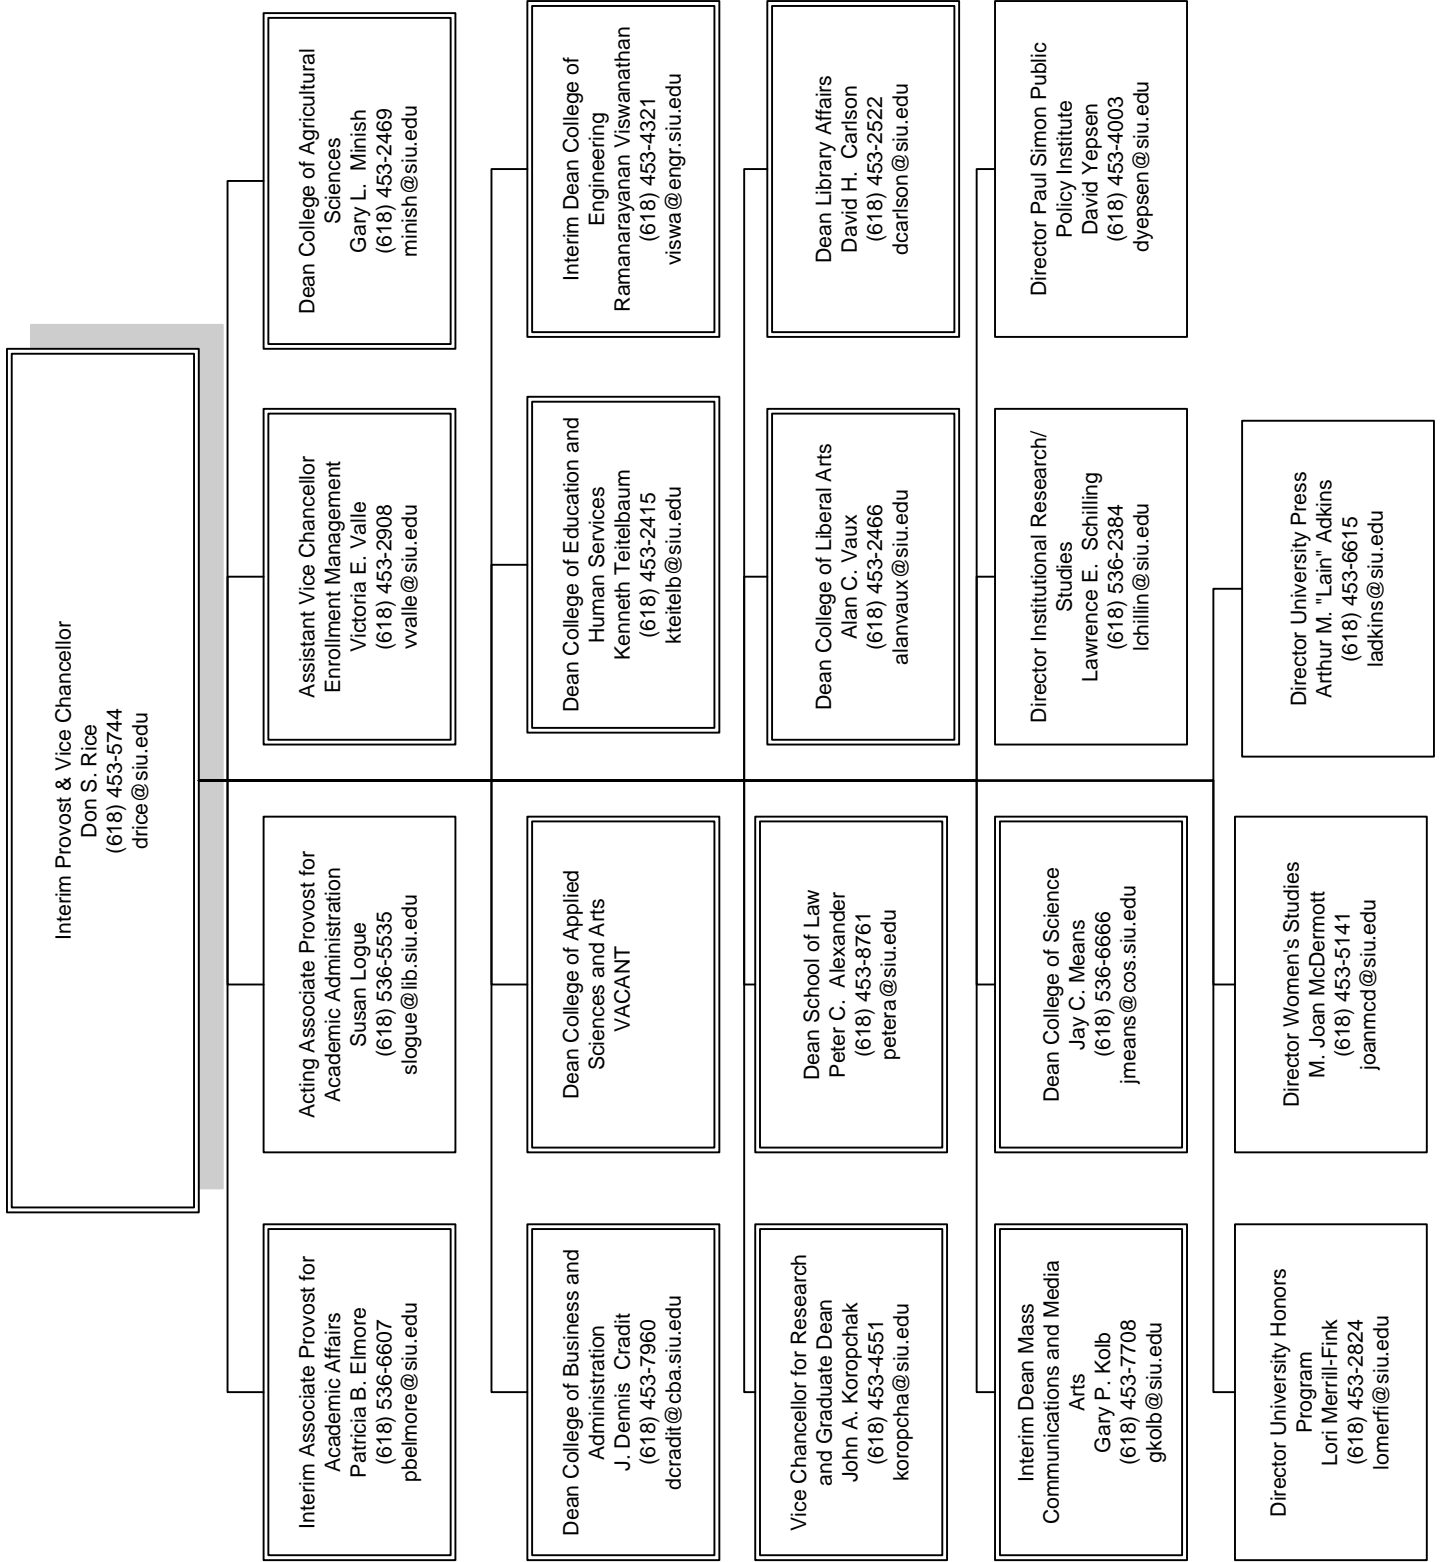 Interim Provost & Vice Chancellor
Don S. Rice
(618) 453-5744
drice@siu.edu
Interim Associate Provost for
Academic Affairs
Patricia B. Elmore
(618) 536-6607
pbelmore@siu.edu
Acting Associate Provost for
Academic Administration
Susan Logue
(618) 536-5535
slogue@lib.siu.edu
Assistant Vice Chancellor
Enrollment Management
Victoria E. Valle
(618) 453-2908
vvalle@siu.edu
Dean College of Agricultural
Sciences
Gary L. Minish
(618) 453-2469
minish@siu.edu
Dean College of Business and
Administration
J. Dennis Cradit
(618) 453-7960
dcradit@cba.siu.edu
Dean College of Applied
Sciences and Arts
VACANT
Dean College of Education and
Human Services
Kenneth Teitelbaum
(618) 453-2415
kteitelb@siu.edu
Interim Dean College of
Engineering
Ramanarayanan Viswanathan
(618) 453-4321
viswa@engr.siu.edu
Vice Chancellor for Research
and Graduate Dean
John A. Koropchak
(618) 453-4551
koropcha@siu.edu
Dean School of Law
Peter C. Alexander
(618) 453-8761
petera@siu.edu
Dean College of Liberal Arts
Alan C. Vaux
(618) 453-2466
alanvaux@siu.edu
Dean Library Affairs
David H. Carlson
(618) 453-2522
dcarlson@siu.edu
Interim Dean Mass
Communications and Media
Arts
Gary P. Kolb
(618) 453-7708
gkolb@siu.edu
Dean College of Science
Jay C. Means
(618) 536-6666
jmeans@cos.siu.edu
Director Institutional Research/
Studies
Lawrence E. Schilling
(618) 536-2384
lchillin@siu.edu
Director Paul Simon Public
Policy Institute
David Yepsen
(618) 453-4003
dyepsen@siu.edu
Director University Honors
Program
Lori Merrill-Fink
(618) 453-2824
lomerfi@siu.edu
Director Women's Studies
M. Joan McDermott
(618) 453-5141
joanmcd@siu.edu
Director University Press
Arthur M. "Lain" Adkins
(618) 453-6615
ladkins@siu.edu